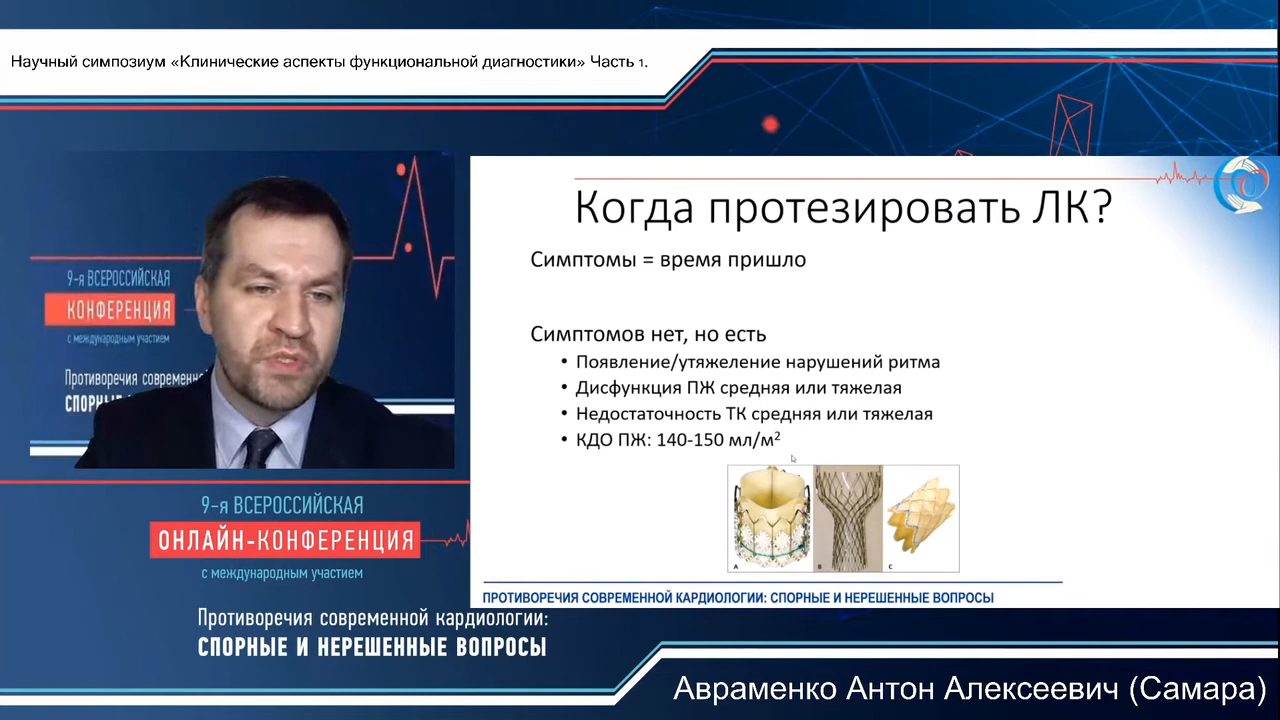 Научный симпозиум «Клинические аспекты функциональной диагностики» Часть 1.
9-я ВСЕРОССИЙСКАЯ
КОНФЕРЕНЦИЯ
с международным участием
Противоречия
Когда протезировать ЛК?
Симптомы = время пришло
Симптомов нет, но есть
• Появление/утяжеление нарушений ритма
• Дисфункция ПЖ средняя или тяжелая
• Недостаточность ТК средняя или тяжелая
• КДО ПЖ: 140-150 мл/м²
A B C
ПРОТИВОРЕЧИЯ СОВРЕМЕННОЙ КАРДИОЛОГИИ: СПОРНЫЕ И НЕРЕШЕННЫЕ ВОПРОСЫ
9-я ВСЕРОССИЙСКАЯ
ОНЛАЙН-КОНФЕРЕНЦИЯ
с международным участием
Противоречия современной кардиологии:
СПОРНЫЕ И НЕРЕШЕННЫЕ ВОПРОСЫ
Авраменко Антон Алексеевич (Самара)